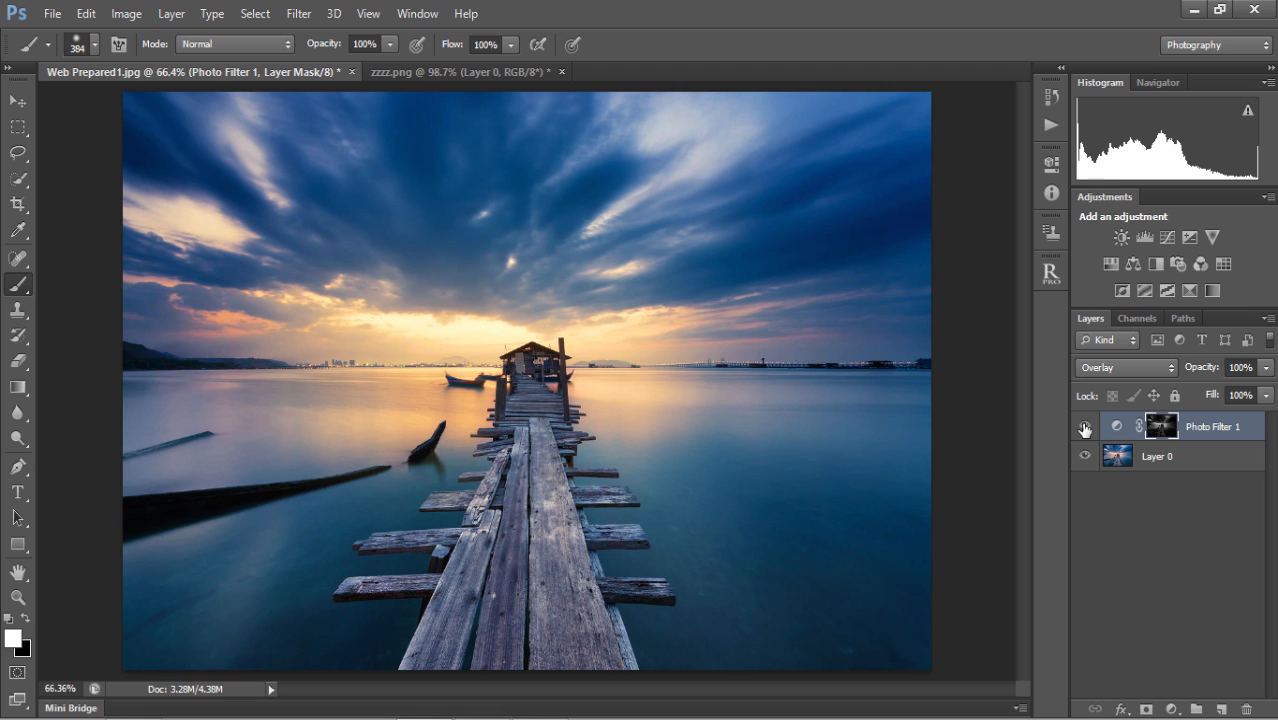 Ps File Edit Image Layer Type Select Filter 3D View Window Help
384 Mode: Normal Opacity: 100% Flow: 100% Photography
Web Prepared1.jpg @ 66.4% (Photo Filter 1, Layer Mask/8) * × zzzz.png @ 98.7% (Layer 0, RGB/8*) * ×
Histogram Navigator
Adjustments
Add an adjustment
R PRO
Layers Channels Paths
Kind
Overlay Opacity: 100%
Lock: Fill: 100%
Photo Filter 1
Layer 0
66.36% Doc: 3.28M/4.38M
Mini Bridge